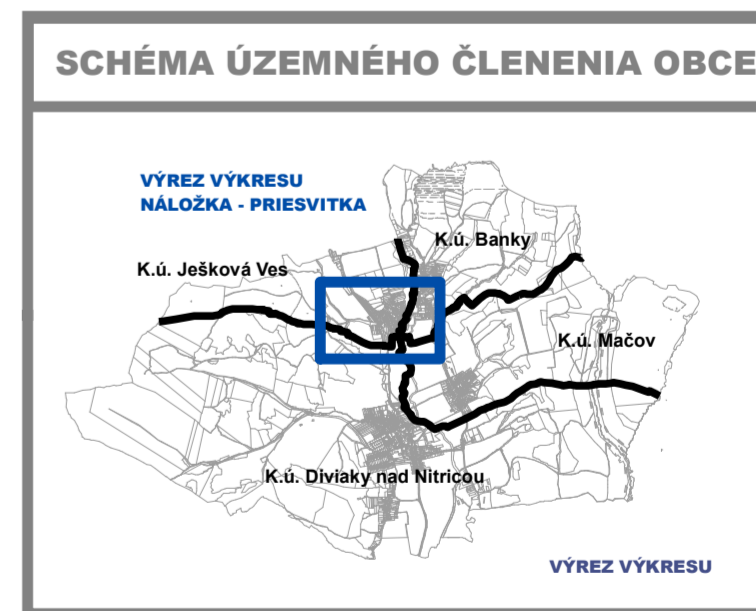 SCHÉMA ÚZEMNÉHO ČLENENIA OBCE
VÝREZ VÝKRESU
NÁLOŽKA - PRIESVITKA
K.ú. Banky
K.ú. Ješková Ves
K.ú. Mačov
K.ú. Diviaky nad Nitricou
VÝREZ VÝKRESU